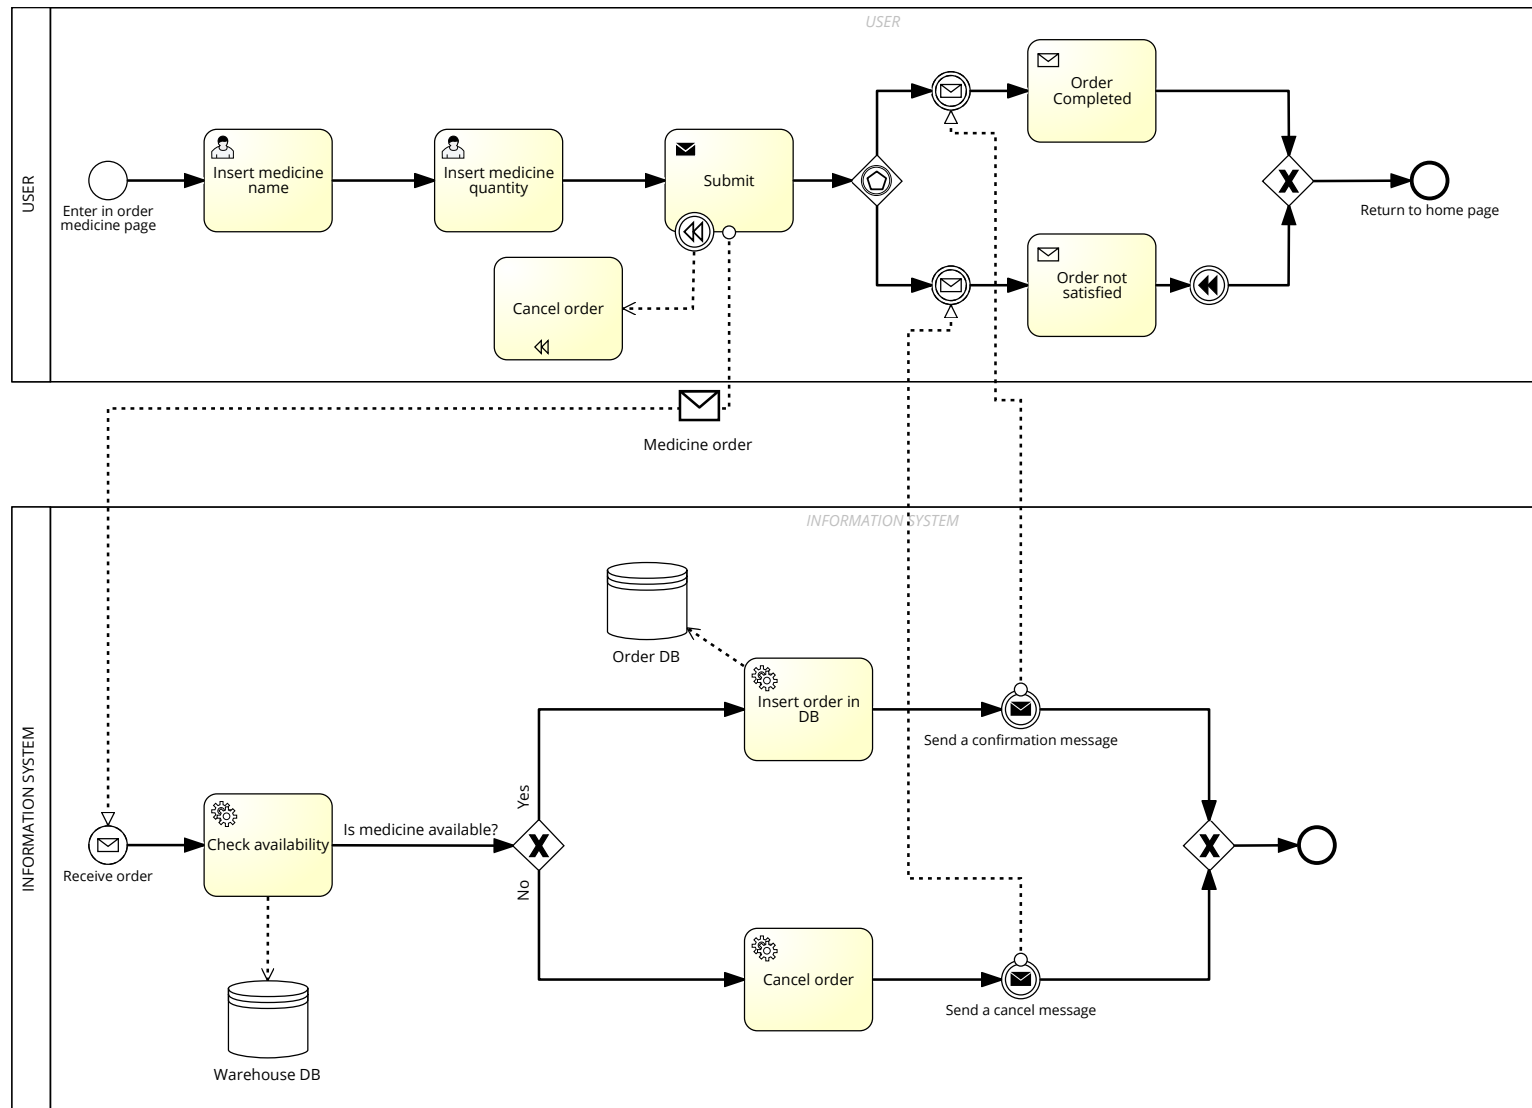 USER
USER
Enter in order
medicine page
Insert medicine
name
Insert medicine
quantity
Submit
Cancel order
Order
Completed
Order not
satisfied
Return to home page
Medicine order
INFORMATION SYSTEM
INFORMATION SYSTEM
Receive order
Check availability
Warehouse DB
Is medicine available?
Yes
No
Order DB
Insert order in
DB
Send a confirmation message
Cancel order
Send a cancel message